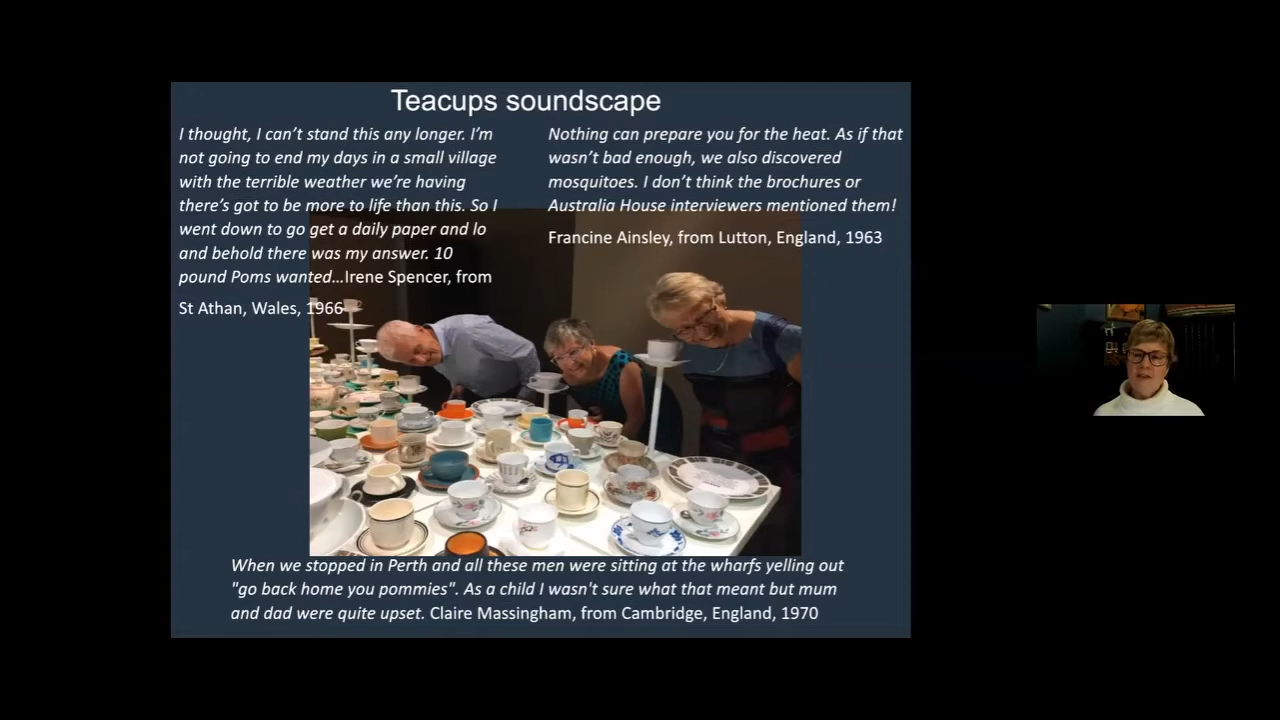 Teacups soundscape
I thought, I can't stand this any longer. I'm
not going to end my days in a small village
with the terrible weather we're having
there's got to be more to life than this. So I
went down to go get a daily paper and lo
and behold there was my answer. 10
pound Poms wanted…Irene Spencer, from
St Athan, Wales, 1966
Nothing can prepare you for the heat. As if that
wasn't bad enough, we also discovered
mosquitoes. I don't think the brochures or
Australia House interviewers mentioned them!
Francine Ainsley, from Lutton, England, 1963
When we stopped in Perth and all these men were sitting at the wharfs yelling out
"go back home you pommies". As a child I wasn't sure what that meant but mum
and dad were quite upset. Claire Massingham, from Cambridge, England, 1970